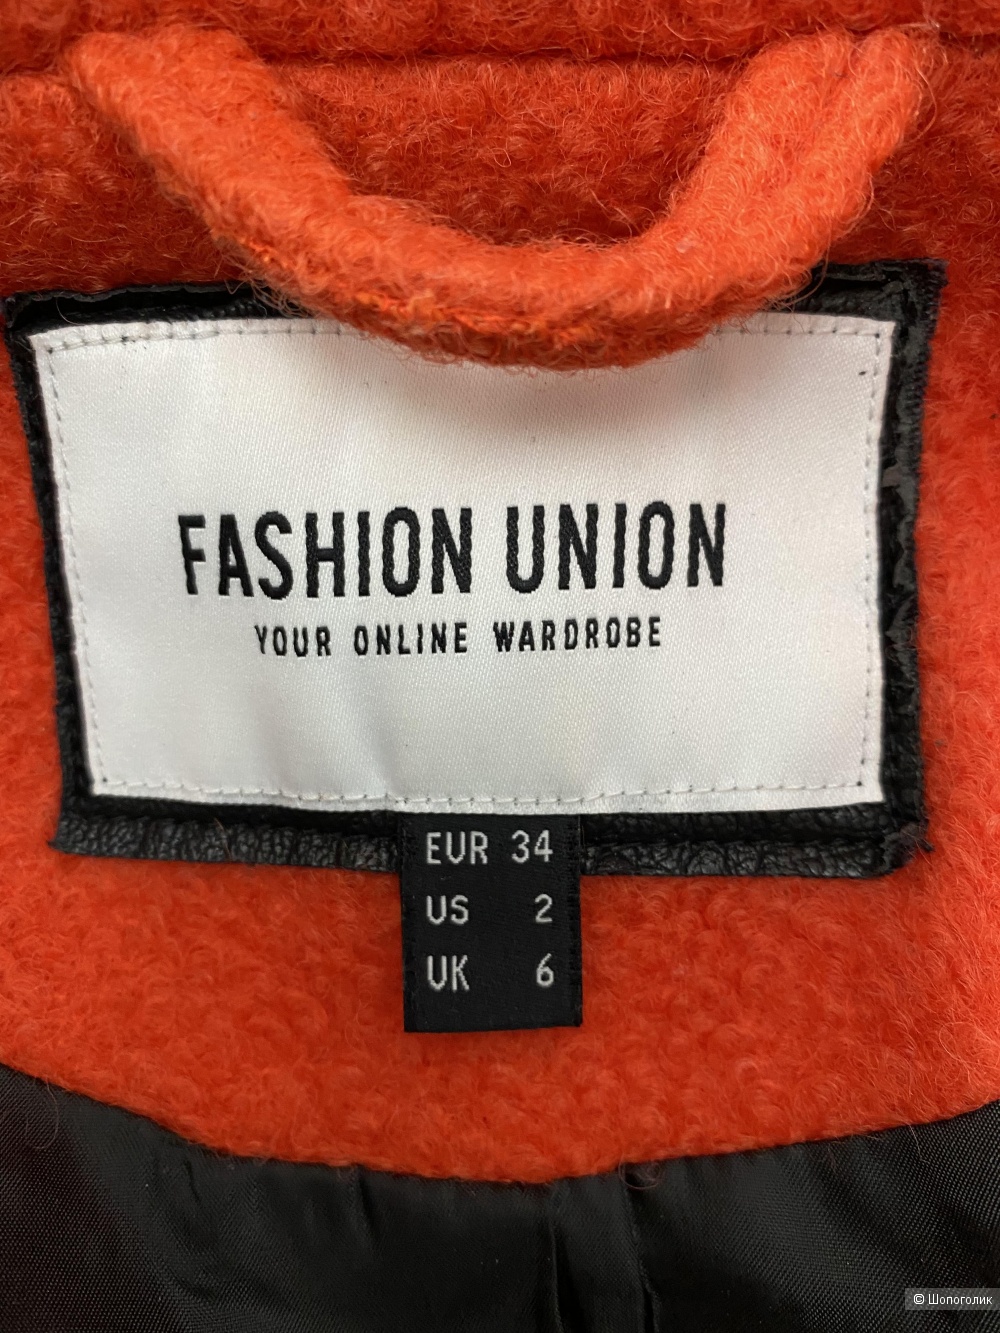 FASHION UNION
YOUR ONLINE WARDROBE
EUR 34
US 2
UK 6
© Шопоголик